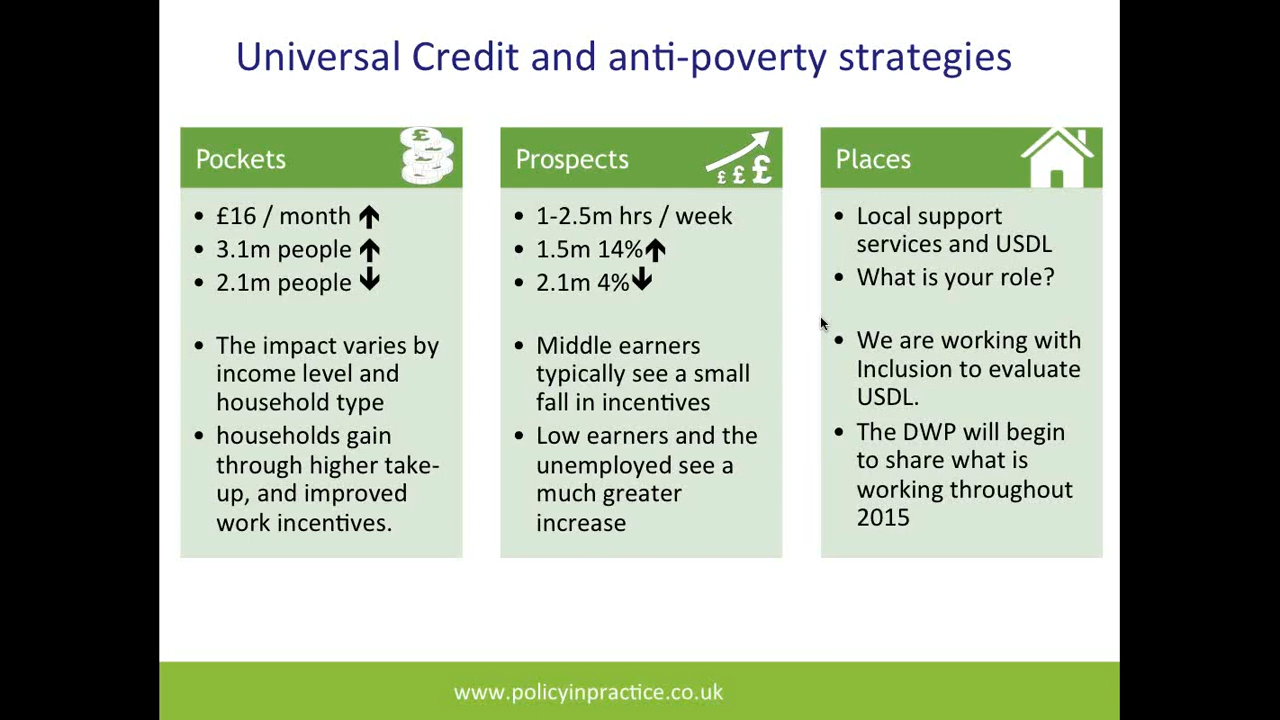 Universal Credit and anti-poverty strategies
Pockets
£
• £16 / month ↑
• 3.1m people ↑
• 2.1m people ↓
• The impact varies by
income level and
household type
• households gain
through higher take-
up, and improved
work incentives.
Prospects
£ £ £
• 1-2.5m hrs / week
• 1.5m 14%↑
• 2.1m 4%↓
• Middle earners
typically see a small
fall in incentives
• Low earners and the
unemployed see a
much greater
increase
Places
• Local support
services and USDL
• What is your role?
• We are working with
Inclusion to evaluate
USDL.
• The DWP will begin
to share what is
working throughout
2015
www.policyinpractice.co.uk